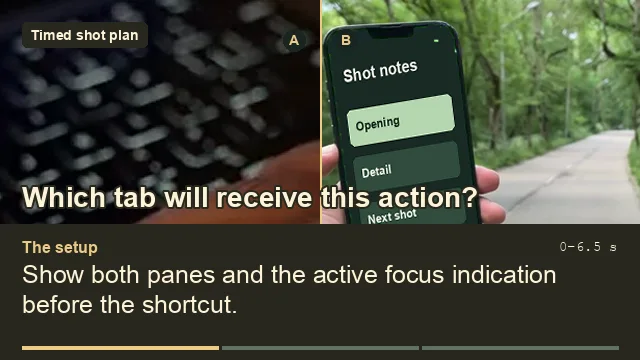 Timed shot plan
A
B
Shot notes
Opening
Detail
Next shot
Which tab will receive this action?
The setup
0–6.5 s
Show both panes and the active focus indication
before the shortcut.